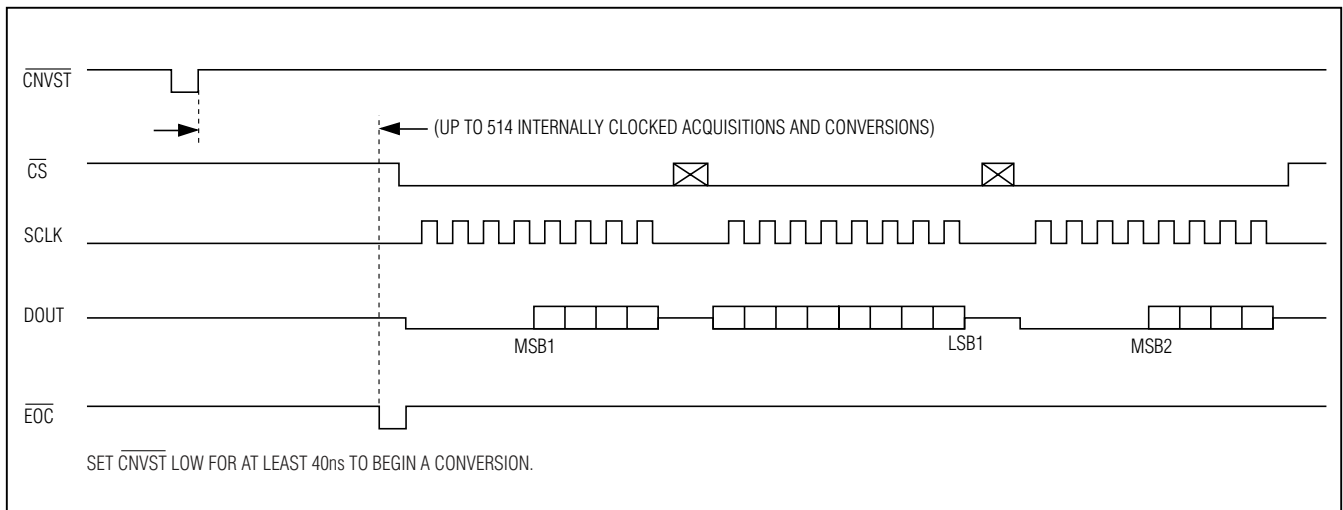 CNVST
(UP TO 514 INTERNALLY CLOCKED ACQUISITIONS AND CONVERSIONS)
CS
SCLK
DOUT
MSB1
LSB1
MSB2
EOC
SET CNVST LOW FOR AT LEAST 40ns TO BEGIN A CONVERSION.